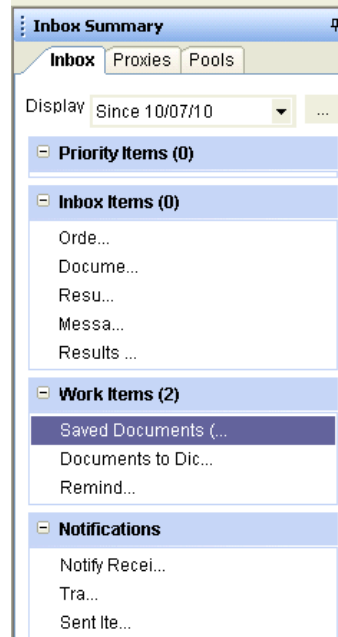 Inbox Summary
Inbox Proxies Pools
Display Since 10/07/10 ...
Priority Items (0)
Inbox Items (0)
Orde...
Docume...
Resu...
Messa...
Results ...
Work Items (2)
Saved Documents (...
Documents to Dic...
Remind...
Notifications
Notify Recei...
Tra...
Sent Ite...